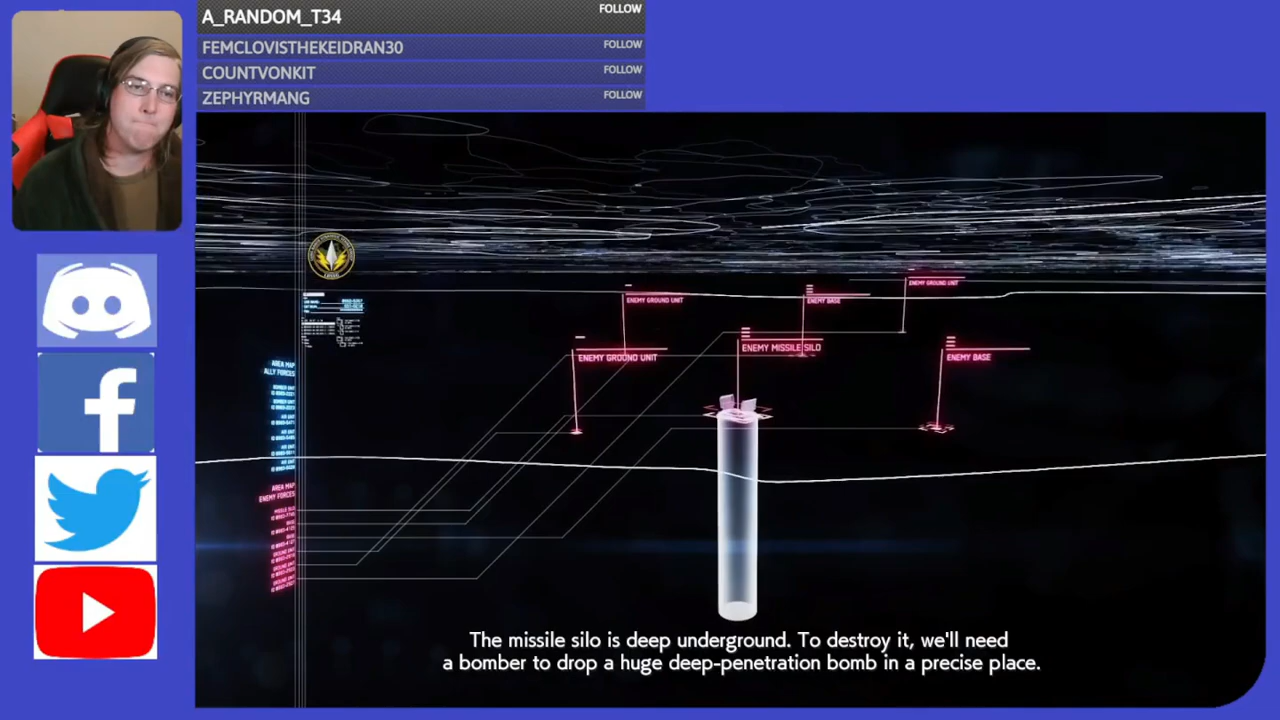 A_RANDOM_T34
FOLLOW
FEMCLOVISTHEKEIDRAN30
FOLLOW
COUNTVONKIT
FOLLOW
ZEPHYRMANG
FOLLOW
ENEMY GROUND UNIT
ENEMY GROUND UNIT
ENEMY BASE
ENEMY GROUND UNIT
ENEMY MISSILE SILO
ENEMY BASE
AREA MAP
ALLY FORCES
AREA MAP
ENEMY FORCES
The missile silo is deep underground. To destroy it, we'll need
a bomber to drop a huge deep-penetration bomb in a precise place.